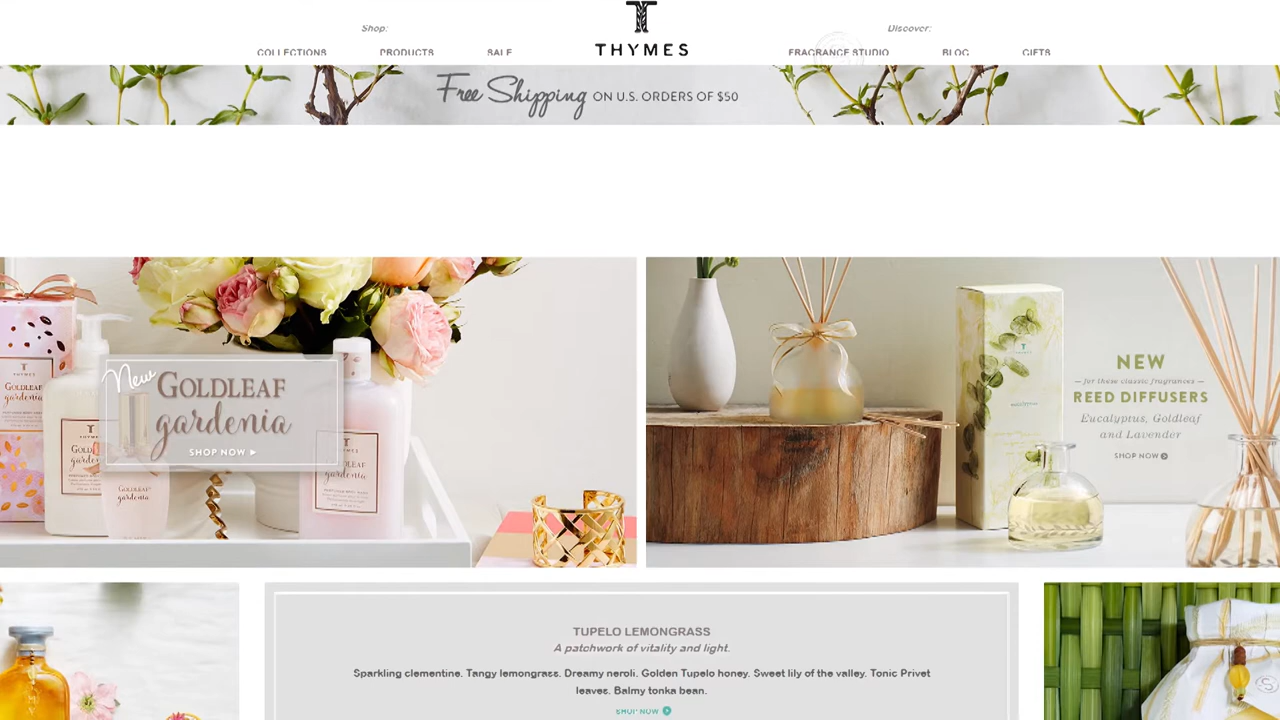 Shop:
Discover:
THYMES
COLLECTIONS PRODUCTS SALE
FRAGRANCE STUDIO BLOG GIFTS
Free Shipping ON U.S. ORDERS OF $50
New GOLDLEAF
gardenia
SHOP NOW
THYMES
GOLDLEAF
gardenia
NEW
for these classic fragrances
REED DIFFUSERS
Eucalyptus, Goldleaf
and Lavender
SHOP NOW
TUPELO LEMONGRASS
A patchwork of vitality and light.
Sparkling clementine. Tangy lemongrass. Dreamy neroli. Golden Tupelo honey. Sweet lily of the valley. Tonic Privet
leaves. Balmy tonka bean.
SHOP NOW